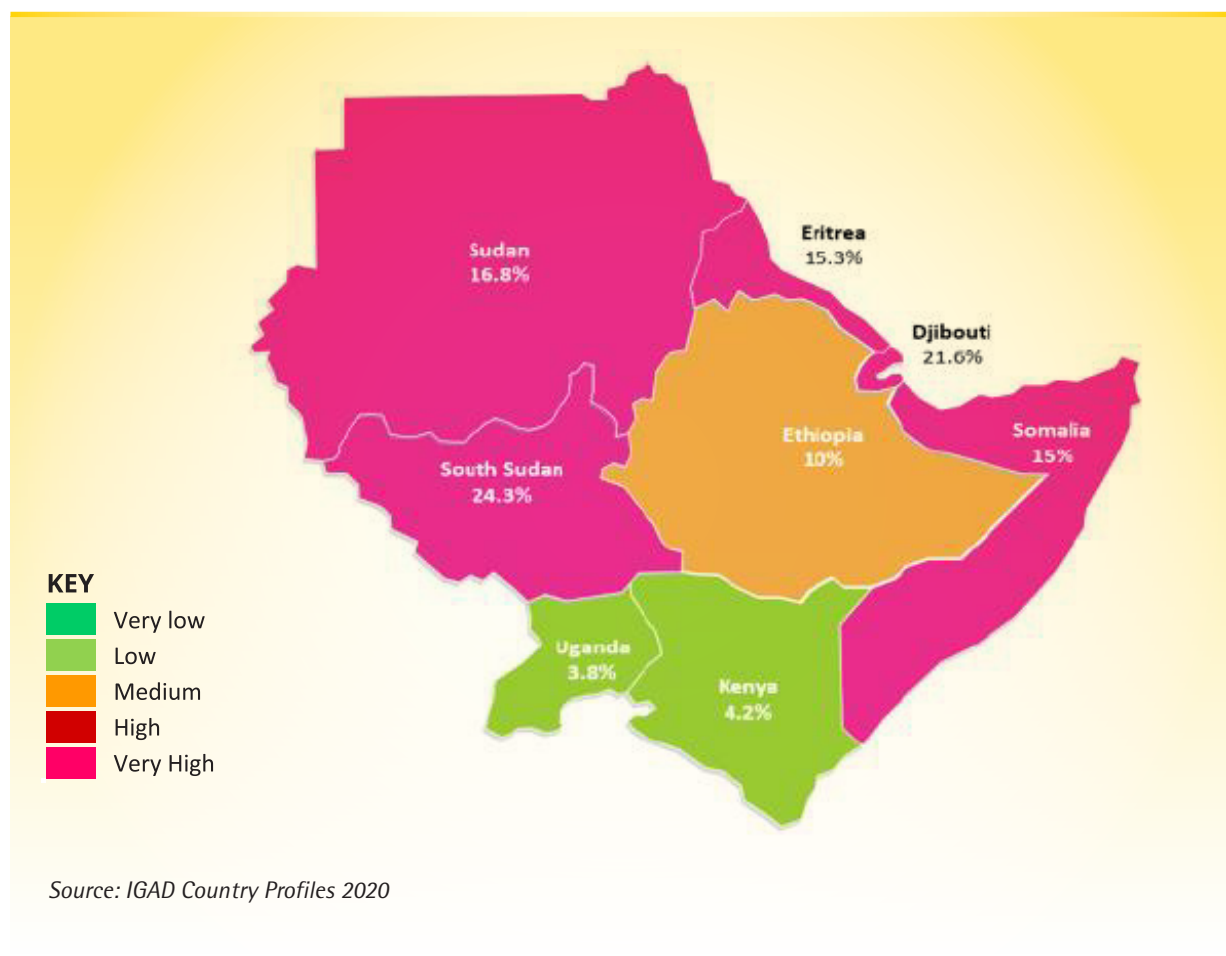 Sudan
16.8%
Eritrea
15.3%
Djibouti
21.6%
Ethiopia
10%
Somalia
15%
South Sudan
24.3%
Uganda
3.8%
Kenya
4.2%
KEY
Very low
Low
Medium
High
Very High
Source: IGAD Country Profiles 2020